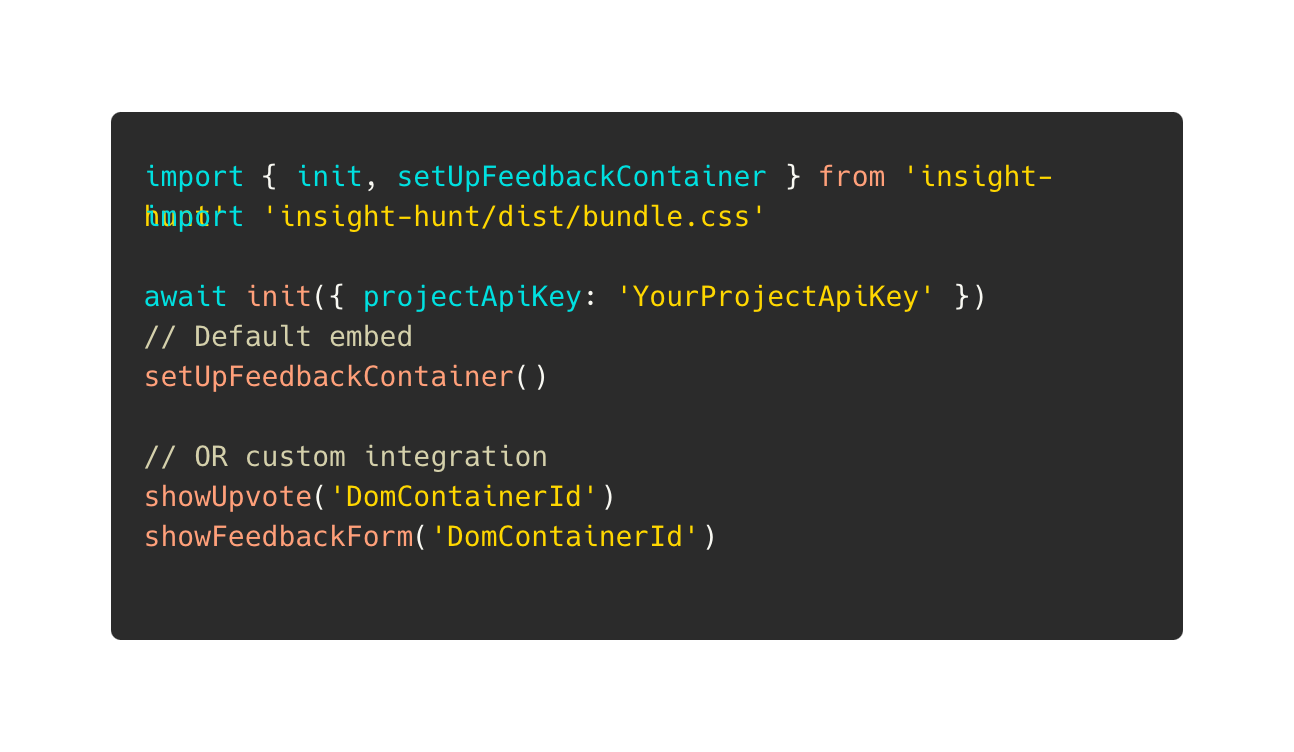 import { init, setUpFeedbackContainer } from 'insight-
hunt'
import 'insight-hunt/dist/bundle.css'
await init({ projectApiKey: 'YourProjectApiKey' })
// Default embed
setUpFeedbackContainer()
// OR custom integration
showUpvote('DomContainerId')
showFeedbackForm('DomContainerId')